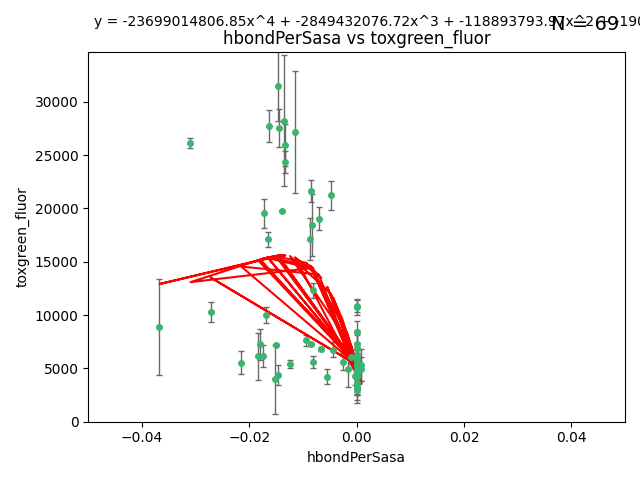 y = -23699014806.85x^4 + -2849432076.72x^3 + -118893793.97x^2 +
N = 69
hbondPerSasa vs toxgreen_fluor
toxgreen_fluor
30000
25000
20000
15000
10000
5000
0
-0.04 -0.02 0.00 0.02 0.04
hbondPerSasa